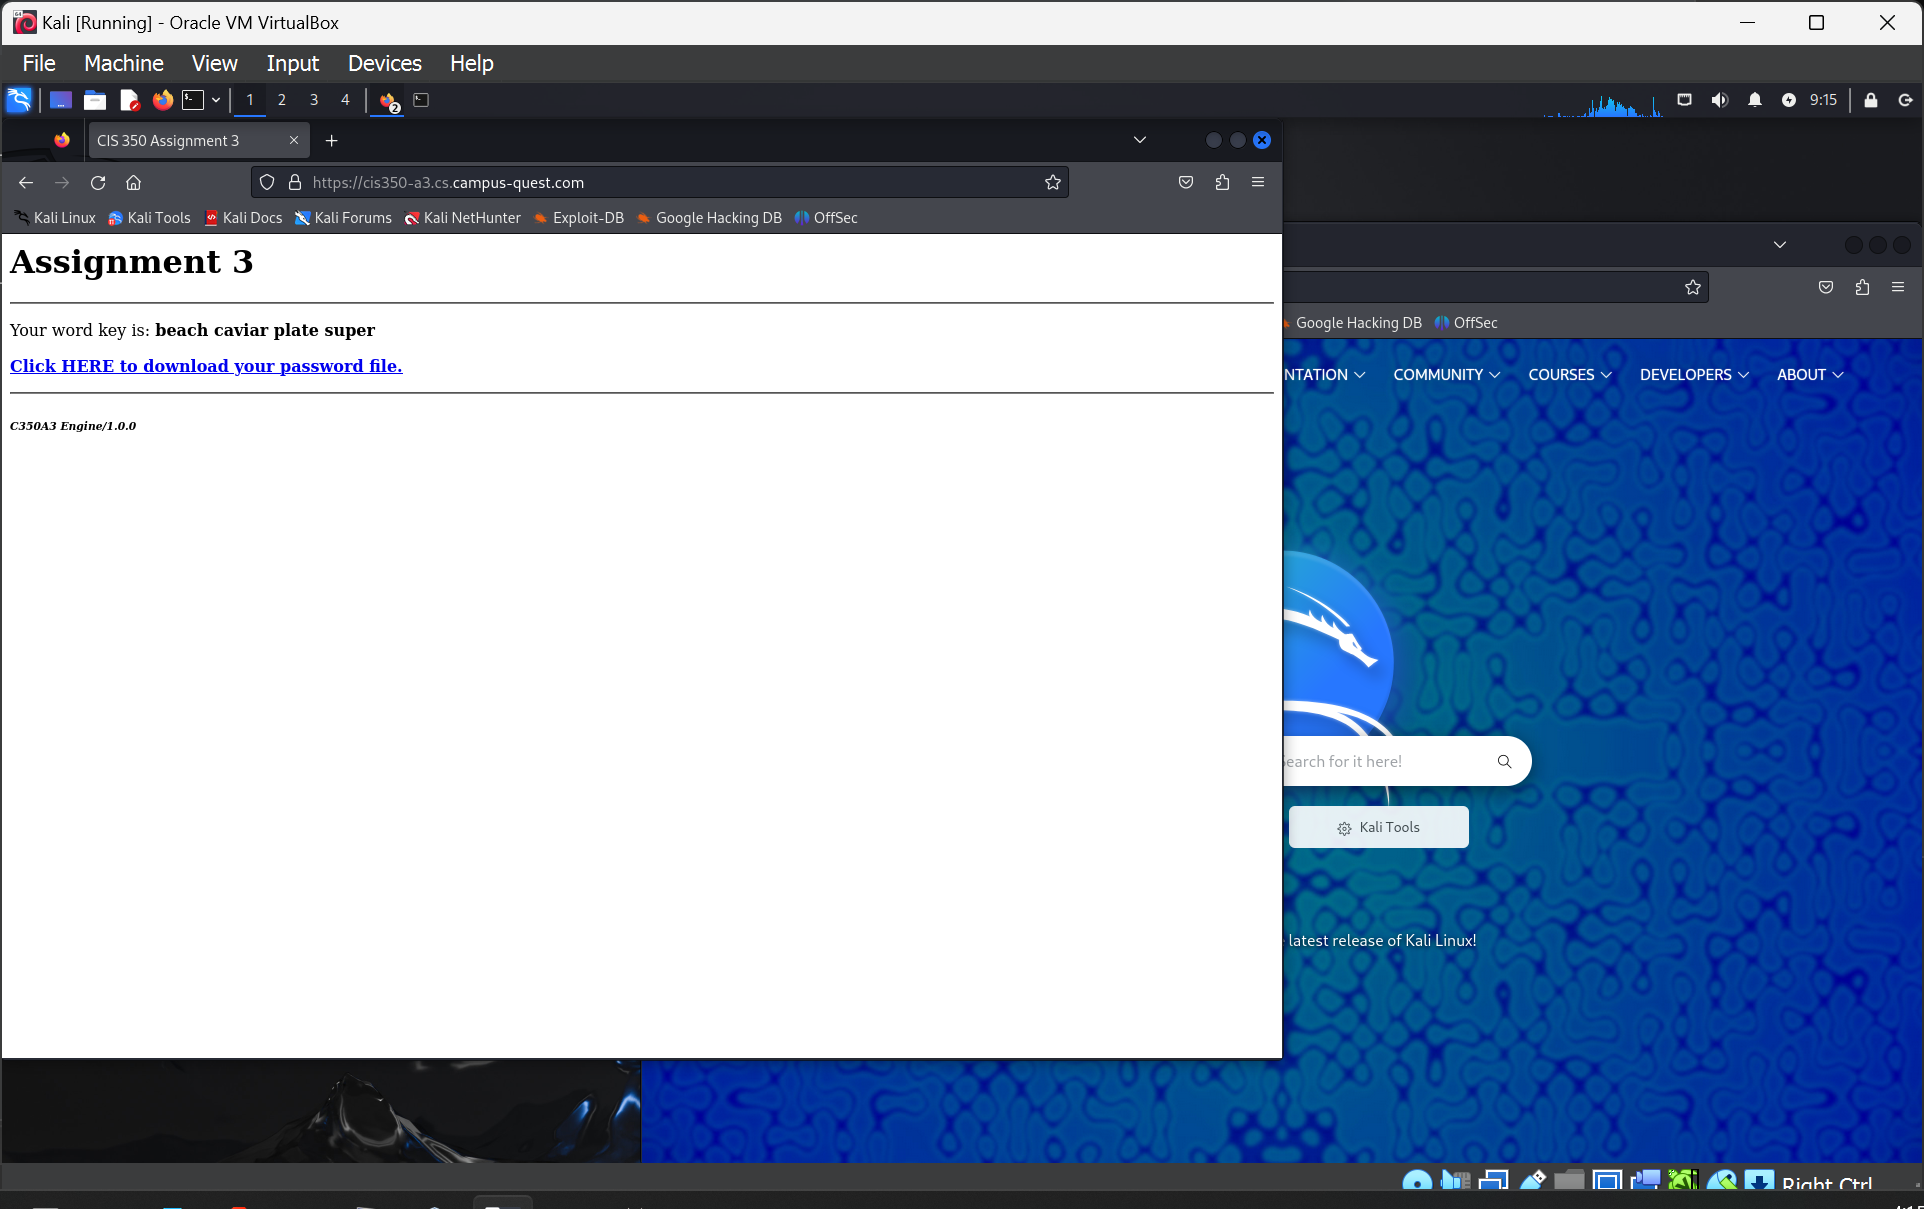 Kali [Running] - Oracle VM VirtualBox
File Machine View Input Devices Help
1 2 3 4 2 9:15
CIS 350 Assignment 3
https://cis350-a3.cs.campus-quest.com
Kali Linux Kali Tools Kali Docs Kali Forums Kali NetHunter Exploit-DB Google Hacking DB OffSec
Assignment 3
Your word key is: beach caviar plate super
Click HERE to download your password file.
C350A3 Engine/1.0.0
Google Hacking DB OffSec
NTATION COMMUNITY COURSES DEVELOPERS ABOUT
Search for it here!
Kali Tools
latest release of Kali Linux!
Right Ctrl